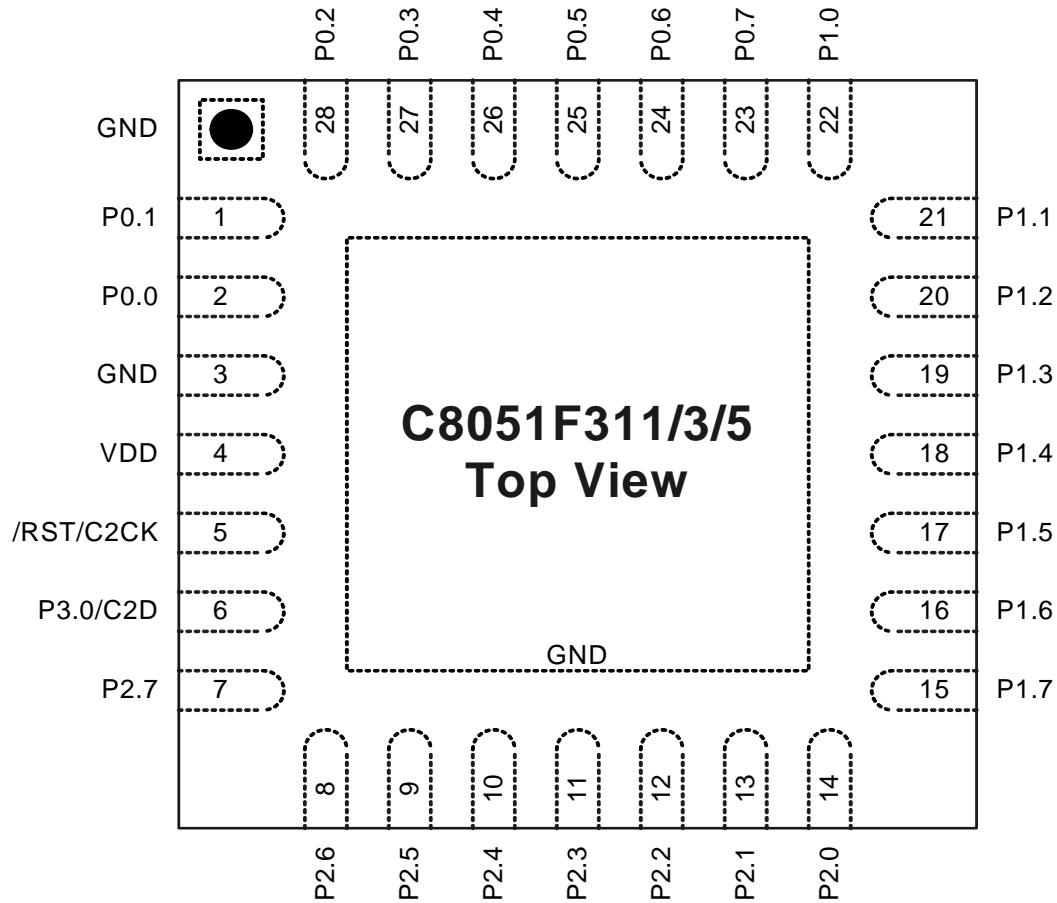 P0.2 P0.3 P0.4 P0.5 P0.6 P0.7 P1.0
28 27 26 25 24 23 22
GND
P0.1 1 21 P1.1
P0.0 2 20 P1.2
GND 3 19 P1.3
C8051F311/3/5
VDD 4 18 P1.4
Top View
/RST/C2CK 5 17 P1.5
P3.0/C2D 6 16 P1.6
GND
P2.7 7 15 P1.7
8 9 10 11 12 13 14
P2.6 P2.5 P2.4 P2.3 P2.2 P2.1 P2.0